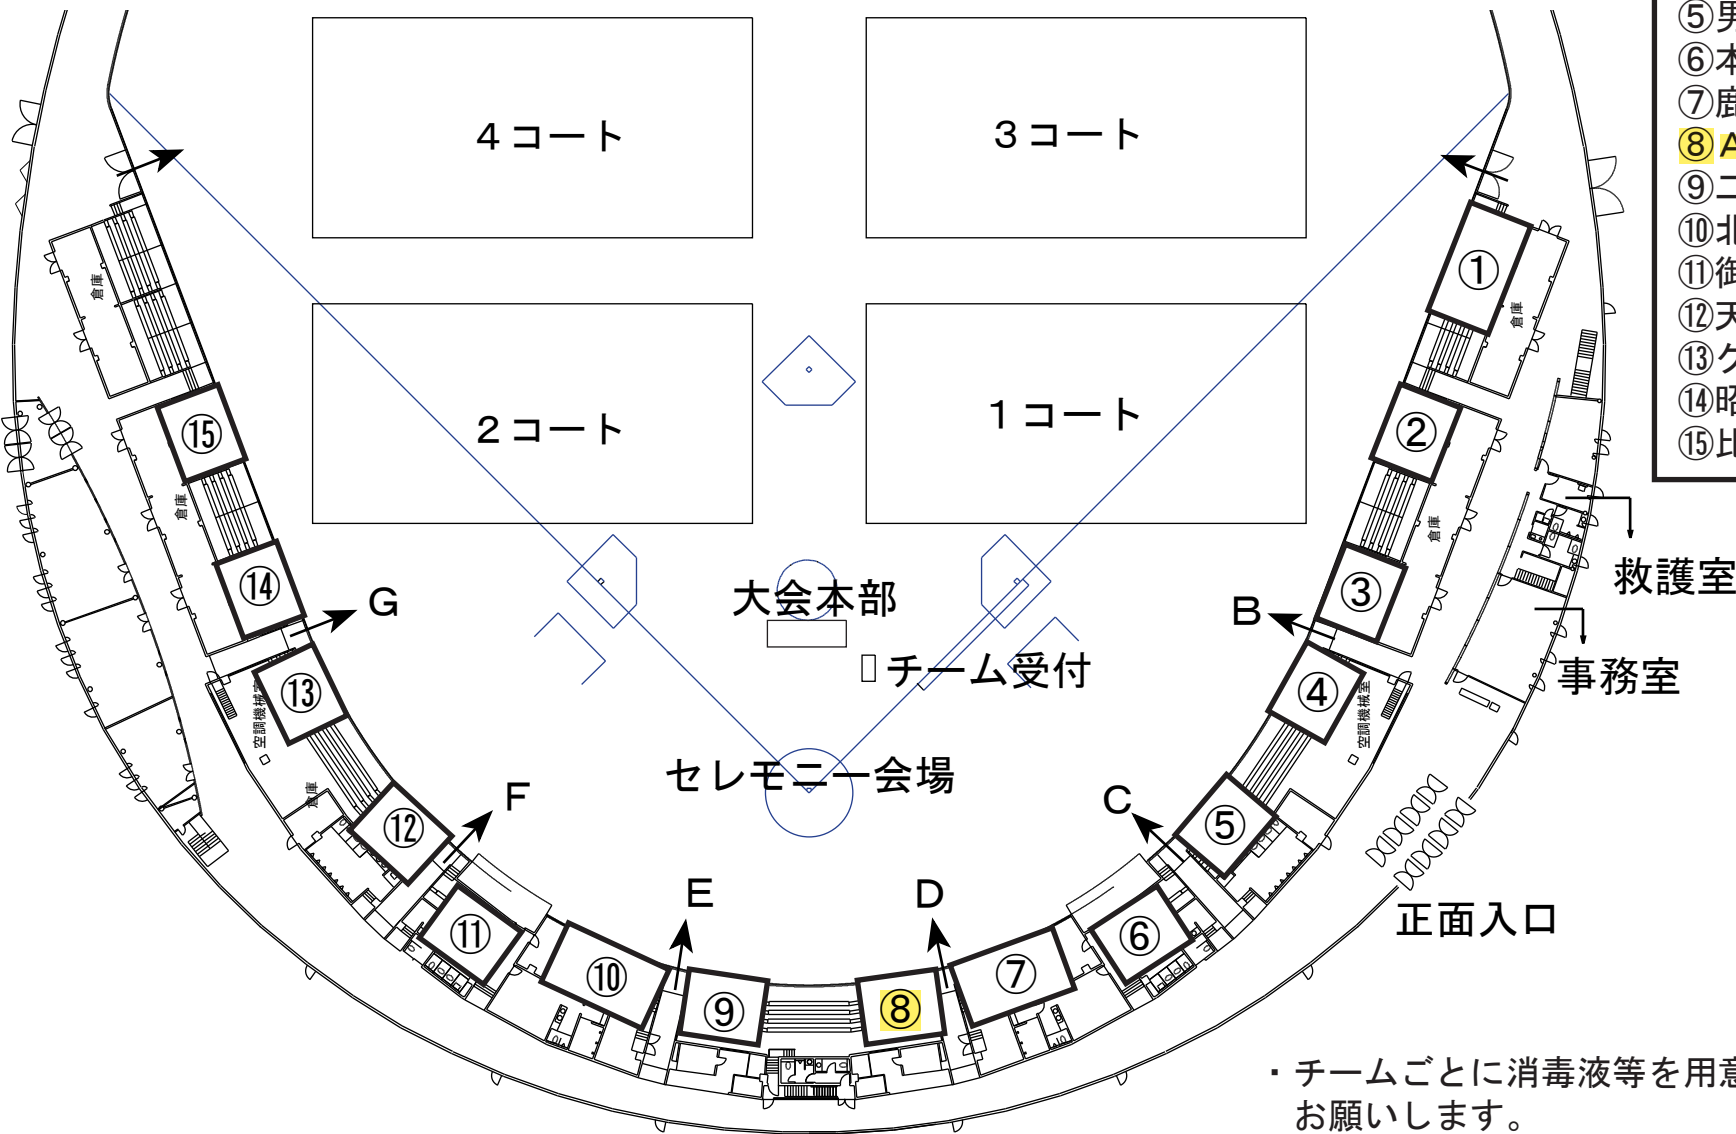 ⑤男
⑥本
⑦鹿
⑧A
⑨二
⑩北
⑪御
⑫天
⑬ク
⑭昭
⑮比
4コート
3コート
2コート
1コート
①
②
③
④
⑤
⑥
⑦
⑧
⑨
⑩
⑪
⑫
⑬
⑭
⑮
倉庫
倉庫
倉庫
倉庫
倉庫
空調機械室
空調機械室
大会本部
チーム受付
セレモニー会場
B
C
D
E
F
G
救護室
事務室
正面入口
・チームごとに消毒液等を用意
お願いします。